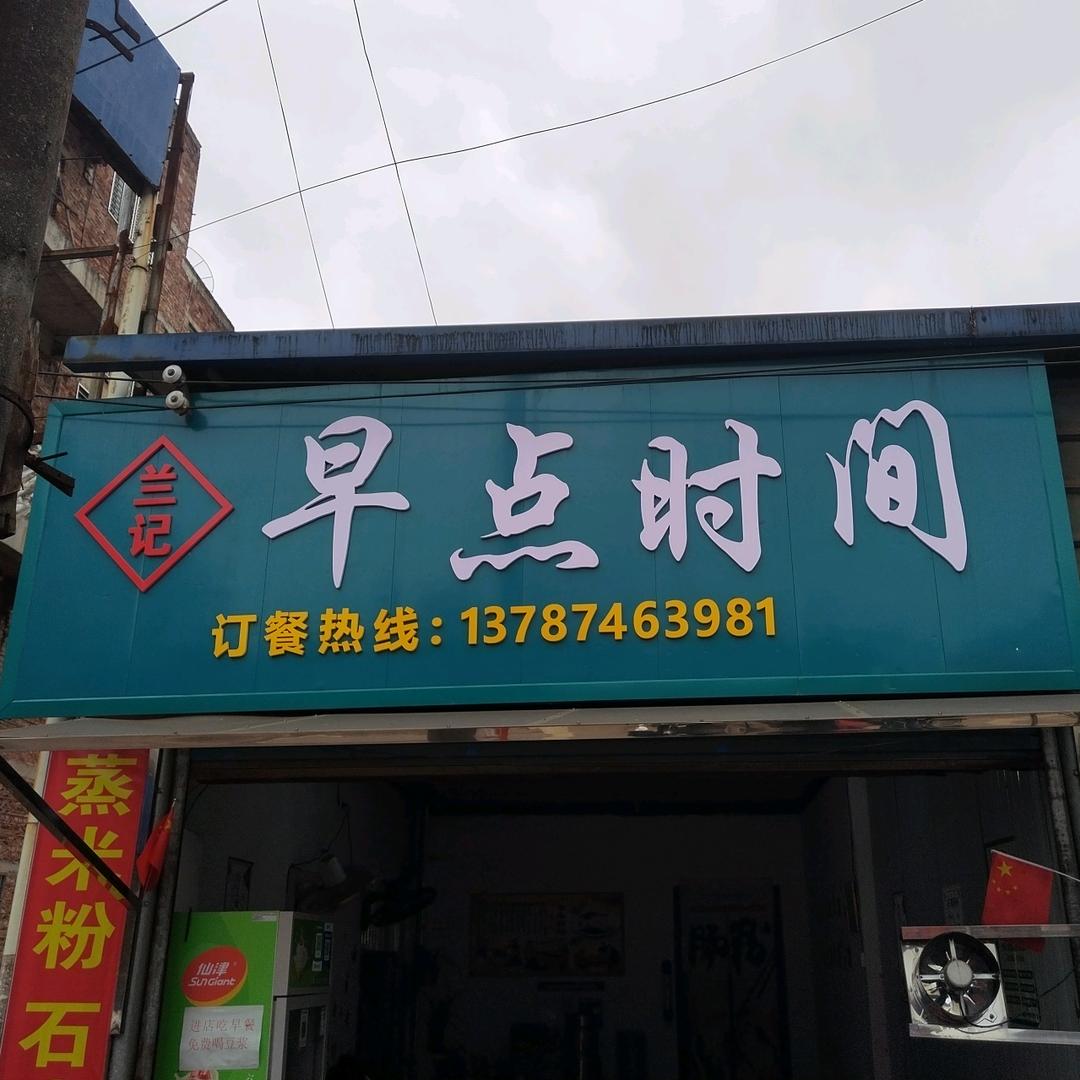 兰记
早点时间
订餐热线：13787463981
蒸米粉 石
仙津
SunGiant
进店吃早餐
免费喝豆浆